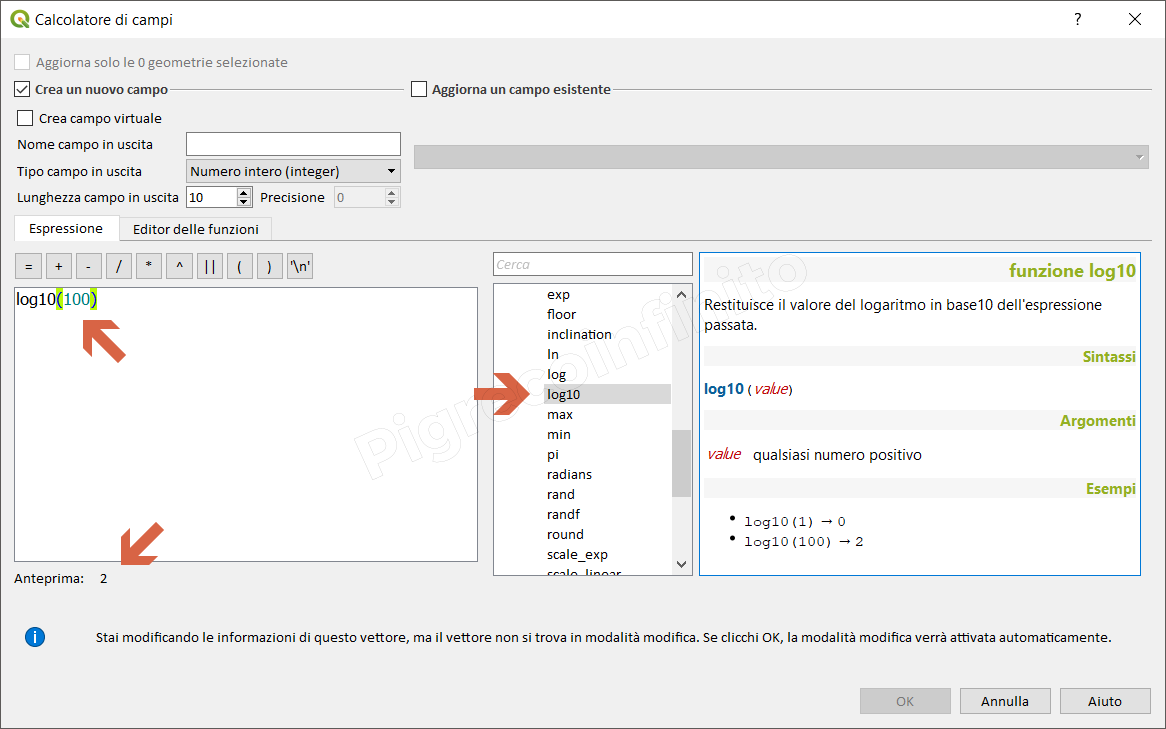 Calcolatore di campi
?
Aggiorna solo le 0 geometrie selezionate
Crea un nuovo campo
Aggiorna un campo esistente
Crea campo virtuale
Nome campo in uscita
Tipo campo in uscita
Numero intero (integer)
Lunghezza campo in uscita
10
Precisione
0
Espressione
Editor delle funzioni
=
+
-
/
*
^
||
(
)
'\n'
log10(100)
Anteprima: 2
Cerca
exp
floor
inclination
ln
log
log10
max
min
pi
radians
rand
randf
round
scale_exp
scale_linear
funzione log10
Restituisce il valore del logaritmo in base10 dell'espressione
passata.
Sintassi
log10 (value)
Argomenti
value qualsiasi numero positivo
Esempi
• log10(1) → 0
• log10(100) → 2
Pigrecoinfinito
i
Stai modificando le informazioni di questo vettore, ma il vettore non si trova in modalità modifica. Se clicchi OK, la modalità modifica verrà attivata automaticamente.
OK
Annulla
Aiuto